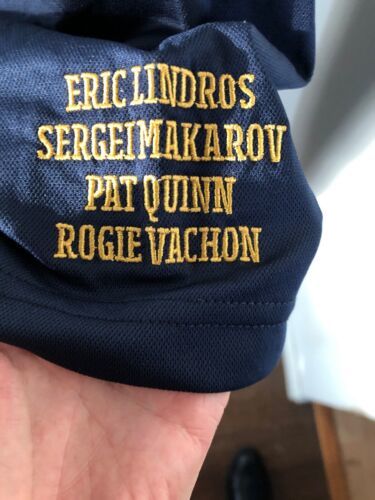 ERIC LINDROS
SERGEI MAKAROV
PAT QUINN
ROGIE VACHON